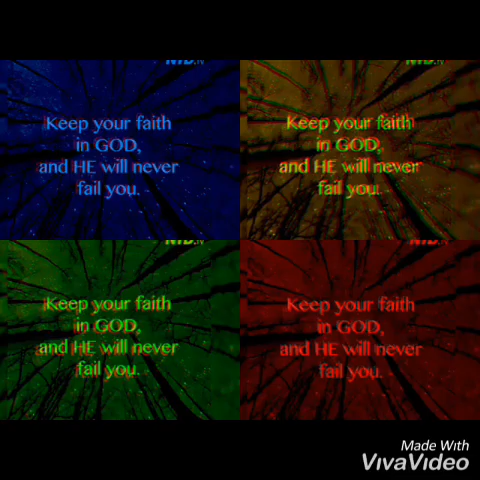 Keep your faith
in GOD,
and HE will never
fail you.
Keep your faith
in GOD,
and HE will never
fail you.
Keep your faith
in GOD,
and HE will never
fail you.
Keep your faith
in GOD,
and HE will never
fail you.
Made With
VivaVideo